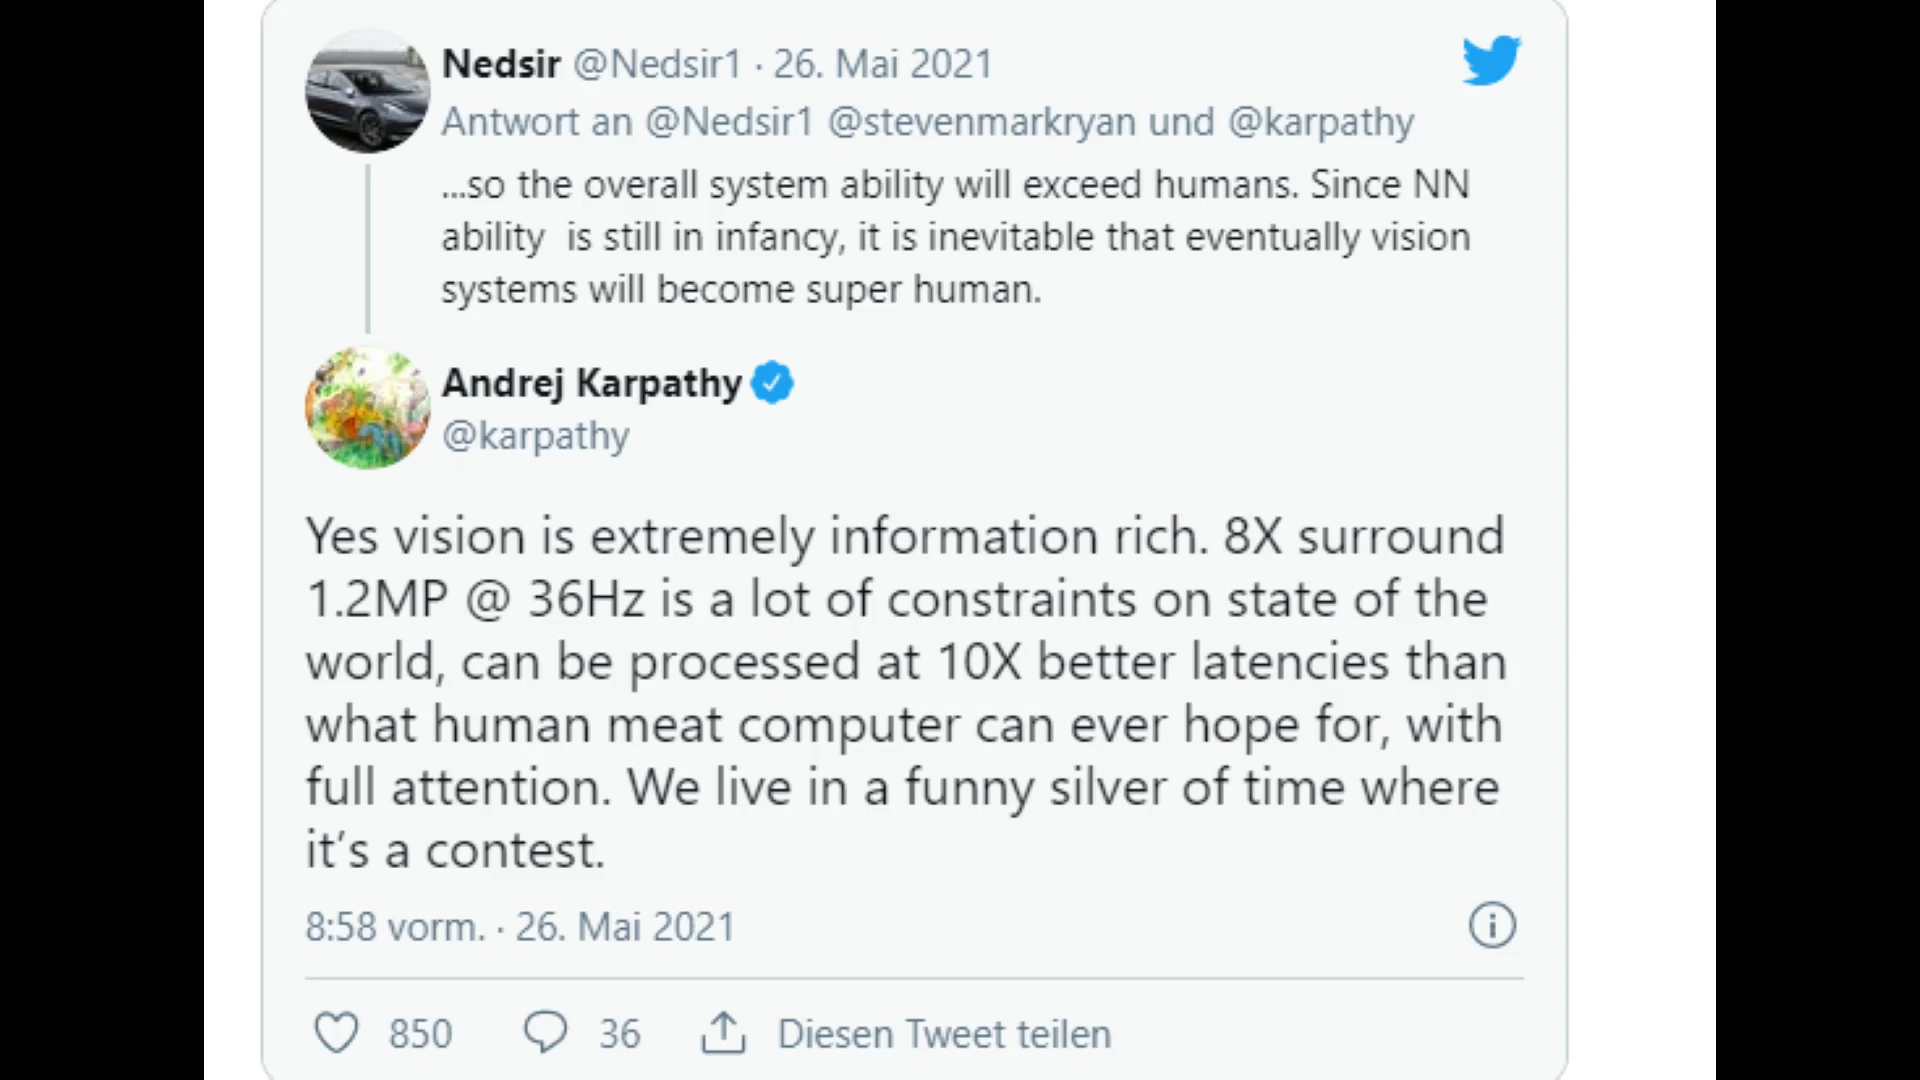 Nedsir @Nedsir1 · 26. Mai 2021
Antwort an @Nedsir1 @stevenmarkryan und @karpathy
...so the overall system ability will exceed humans. Since NN
ability  is still in infancy, it is inevitable that eventually vision
systems will become super human.
Andrej Karpathy
@karpathy
Yes vision is extremely information rich. 8X surround
1.2MP @ 36Hz is a lot of constraints on state of the
world, can be processed at 10X better latencies than
what human meat computer can ever hope for, with
full attention. We live in a funny silver of time where
it’s a contest.
8:58 vorm. · 26. Mai 2021
850 36 Diesen Tweet teilen